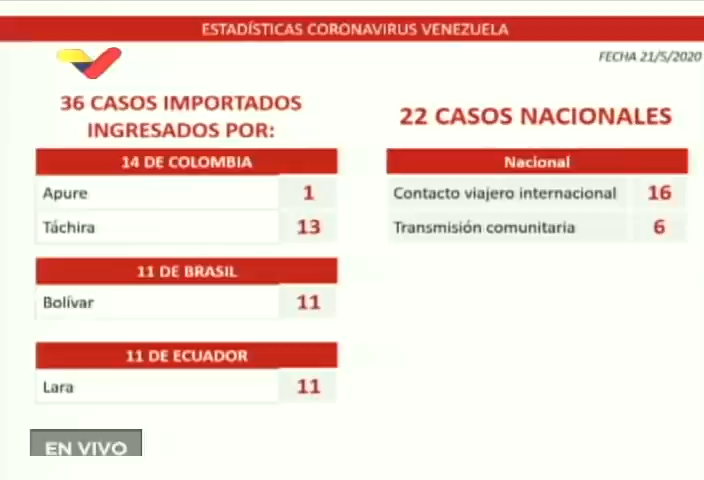 ESTADÍSTICAS CORONAVIRUS VENEZUELA
FECHA 21/5/2020
36 CASOS IMPORTADOS
INGRESADOS POR:
14 DE COLOMBIA
Apure 1
Táchira 13
11 DE BRASIL
Bolívar 11
11 DE ECUADOR
Lara 11
22 CASOS NACIONALES
Nacional
Contacto viajero internacional 16
Transmisión comunitaria 6
EN VIVO